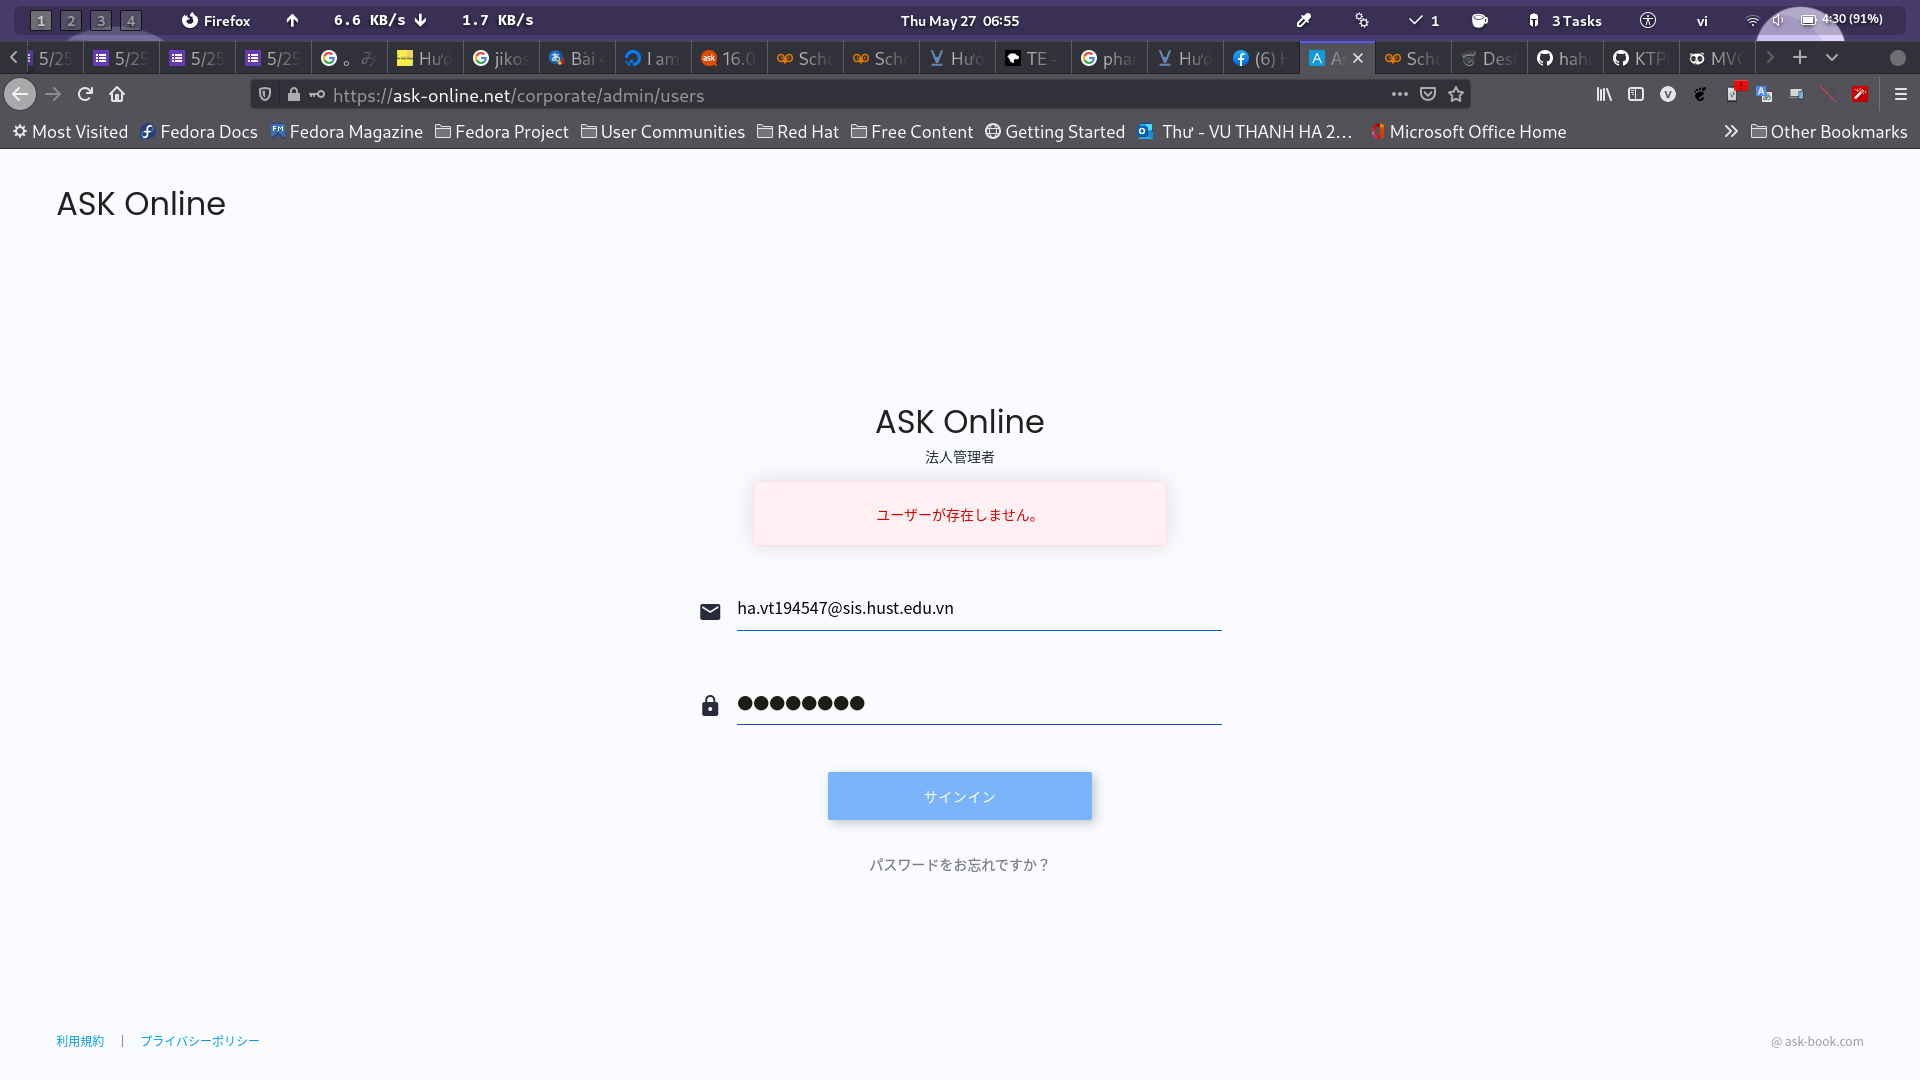 1 2 3 4 Firefox 6.6 KB/s 1.7 KB/s Thu May 27 06:55 1 3 Tasks vi 4:30 (91%)
5/25 5/25 5/25 5/25 。み Hướ jikos Bài I am 16.0 Scho Scho Hướ TE - pha Hướ (6) As Scho Desi hah KTP MVC
https://ask-online.net/corporate/admin/users
Most Visited Fedora Docs Fedora Magazine Fedora Project User Communities Red Hat Free Content Getting Started Thư - VU THANH HA 2... Microsoft Office Home Other Bookmarks
ASK Online
ASK Online
法人管理者
ユーザーが存在しません。
ha.vt194547@sis.hust.edu.vn
サインイン
パスワードをお忘れですか？
利用規約 | プライバシーポリシー
@ ask-book.com